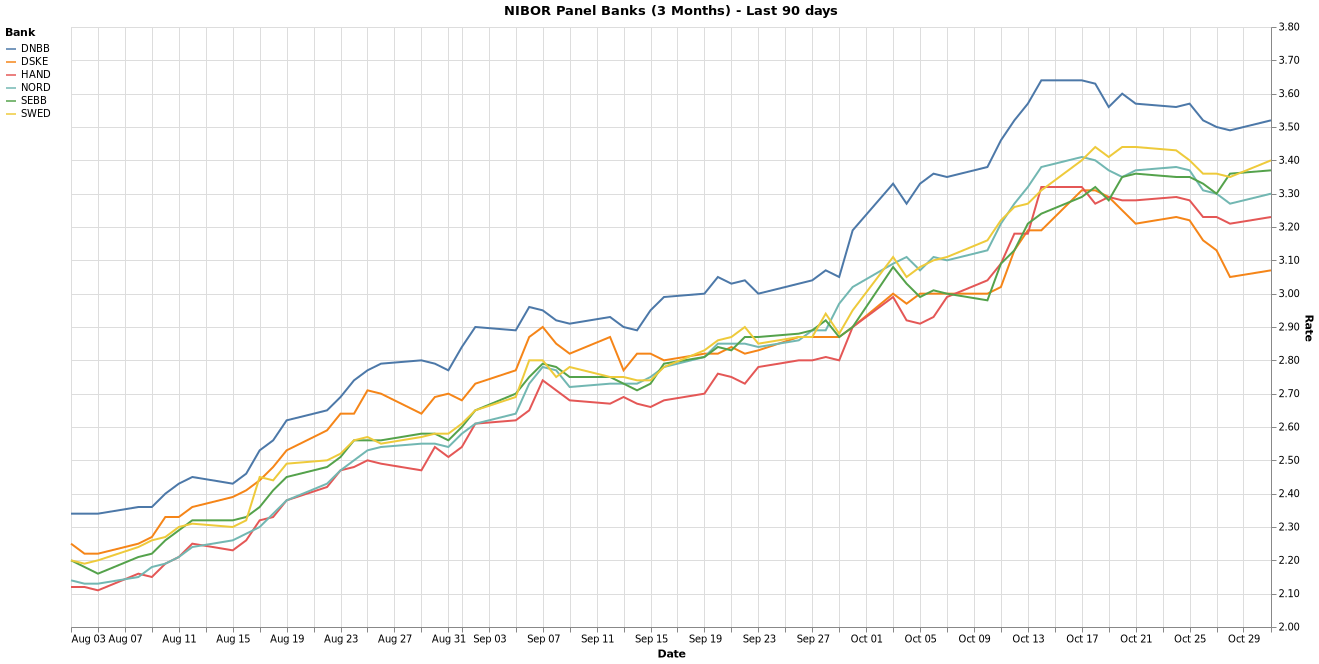 NIBOR Panel Banks (3 Months) - Last 90 days
Bank
DNBB
DSKE
HAND
NORD
SEBB
SWED
3.80
3.70
3.60
3.50
3.40
3.30
3.20
3.10
3.00
2.90
2.80
2.70
2.60
2.50
2.40
2.30
2.20
2.10
2.00
Rate
Aug 03 Aug 07 Aug 11 Aug 15 Aug 19 Aug 23 Aug 27 Aug 31 Sep 03 Sep 07 Sep 11 Sep 15 Sep 19 Sep 23 Sep 27 Oct 01 Oct 05 Oct 09 Oct 13 Oct 17 Oct 21 Oct 25 Oct 29
Date